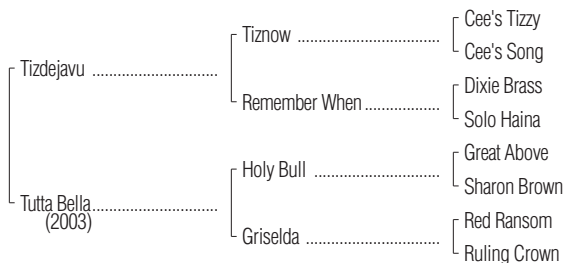 Cee's Tizzy
Tiznow ........................................
Cee's Song
Tizdejavu ...................................
Dixie Brass
Remember When .....................
Solo Haina
Great Above
Holy Bull ...................................
Sharon Brown
Tutta Bella ...................................
(2003)
Red Ransom
Griselda .....................................
Ruling Crown